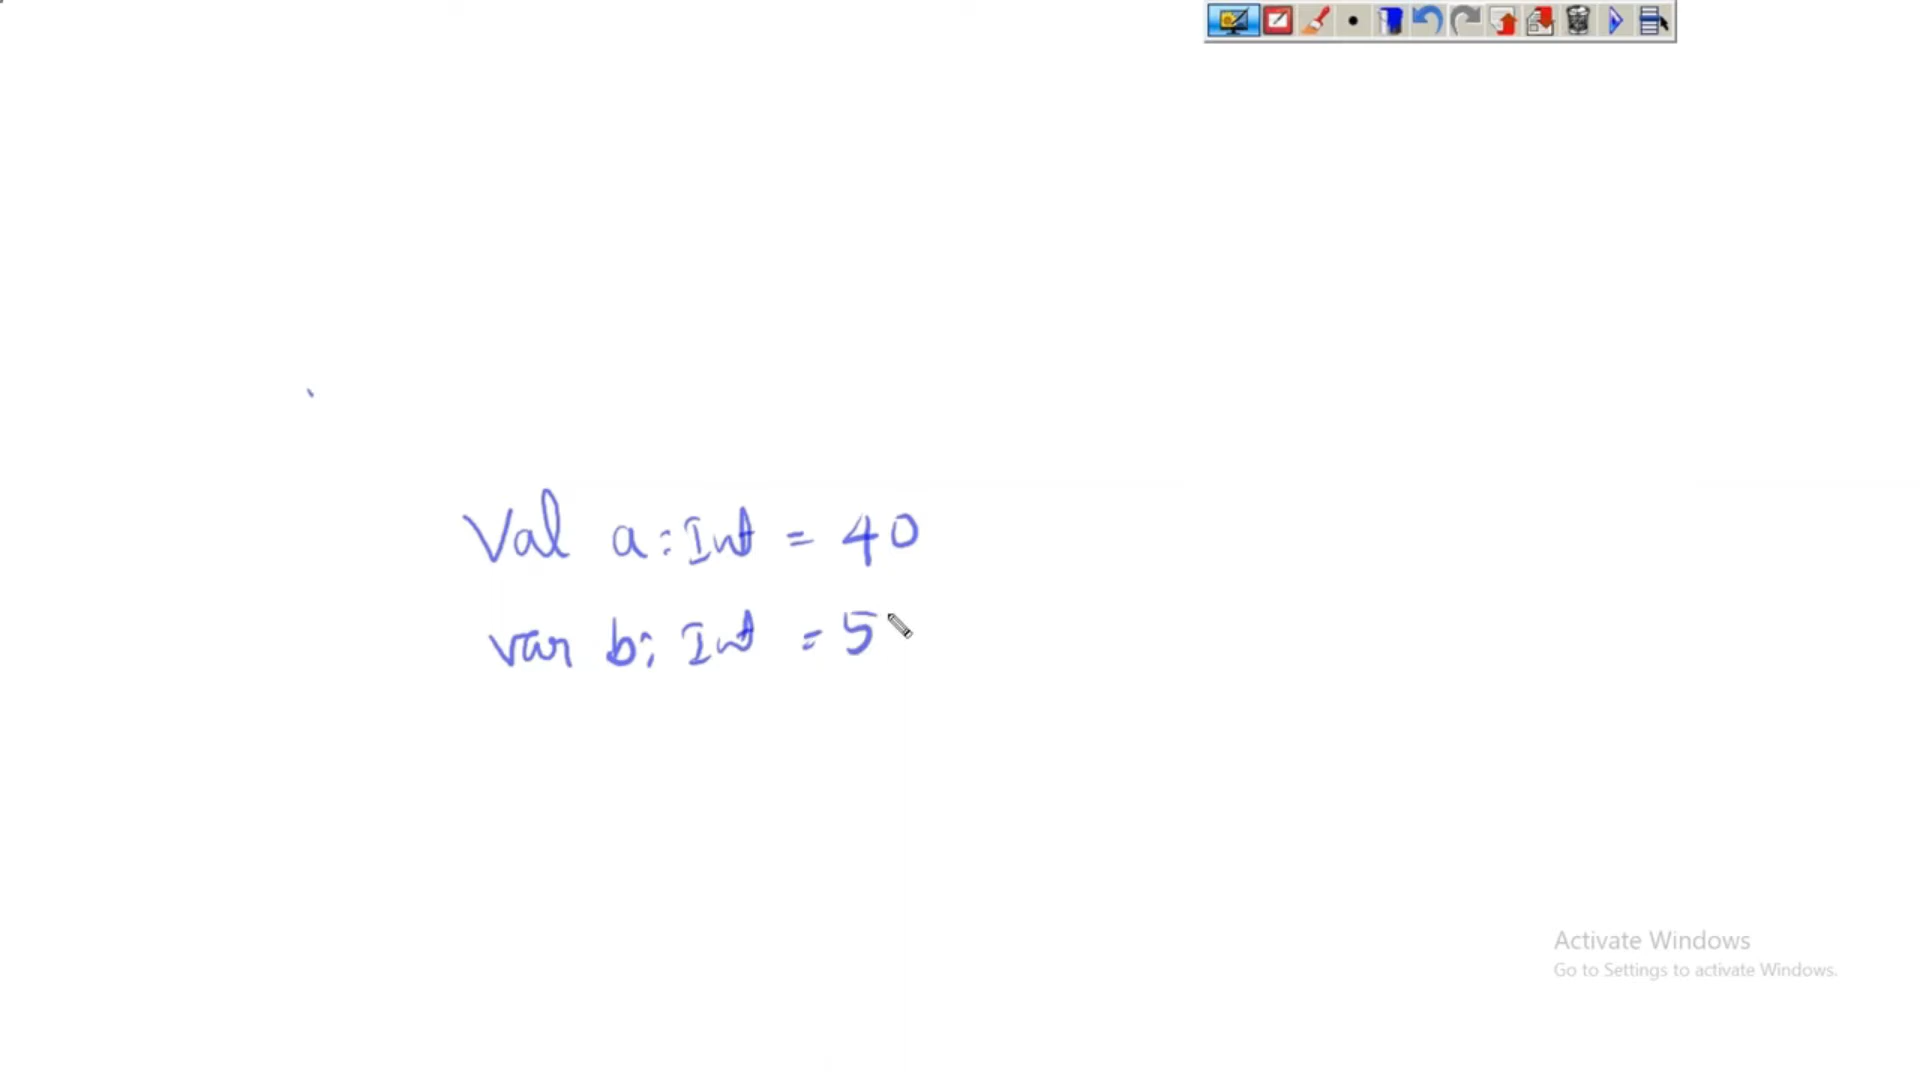 Val a: Int = 40
var b: Int = 5
Activate Windows
Go to Settings to activate Windows.